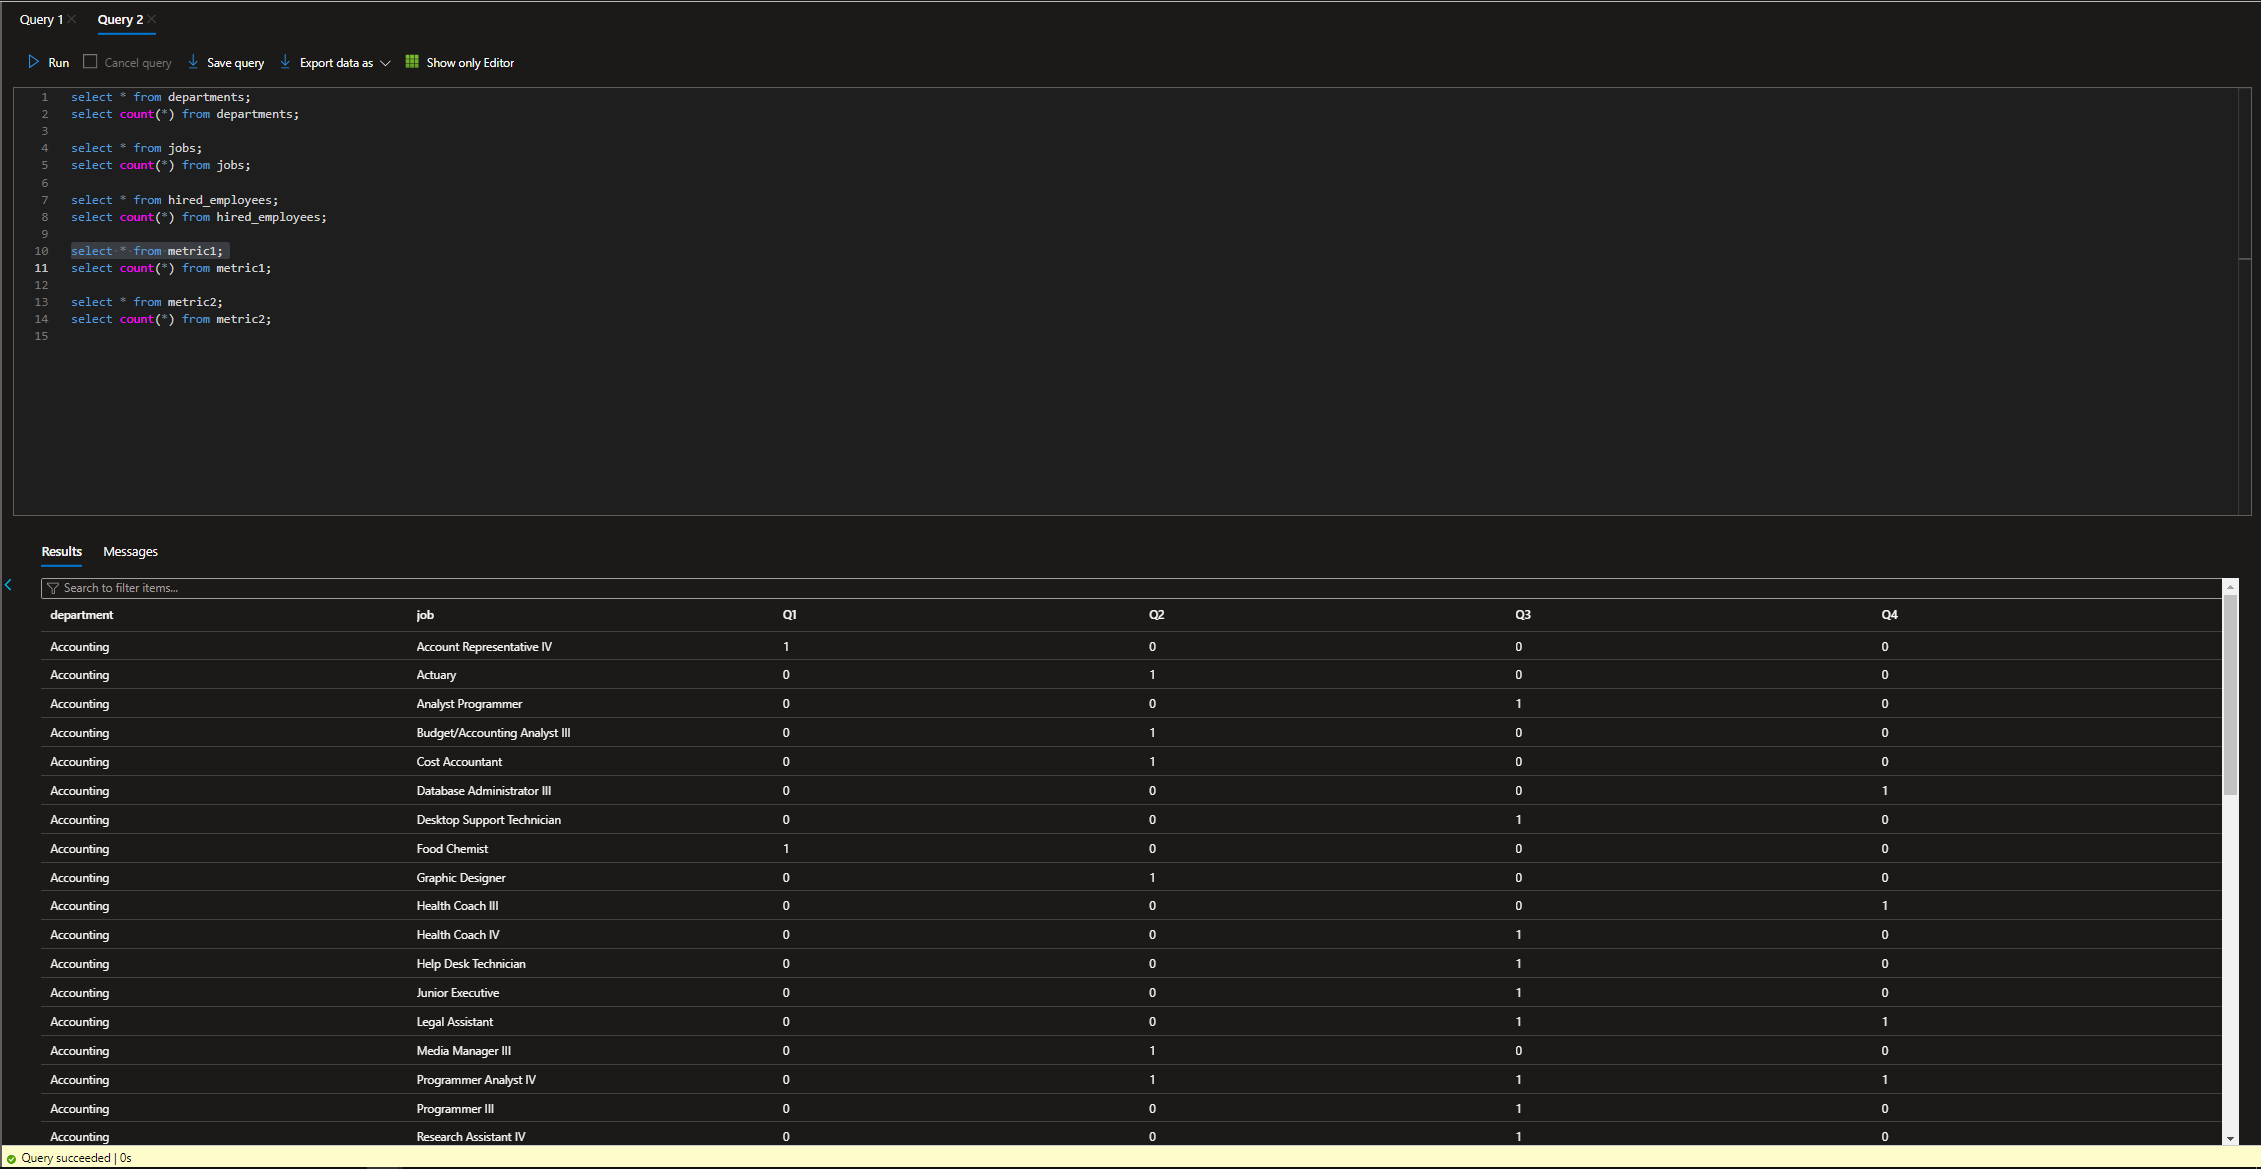 Query 1 Query 2
Run Cancel query Save query Export data as Show only Editor
1 select * from departments;
2 select count(*) from departments;
3
4 select * from jobs;
5 select count(*) from jobs;
6
7 select * from hired_employees;
8 select count(*) from hired_employees;
9
10 select * from metric1;
11 select count(*) from metric1;
12
13 select * from metric2;
14 select count(*) from metric2;
15
Results Messages
Search to filter items...
department job Q1 Q2 Q3 Q4
Accounting Account Representative IV 1 0 0 0
Accounting Actuary 0 1 0 0
Accounting Analyst Programmer 0 0 1 0
Accounting Budget/Accounting Analyst III 0 1 0 0
Accounting Cost Accountant 0 1 0 0
Accounting Database Administrator III 0 0 0 1
Accounting Desktop Support Technician 0 0 1 0
Accounting Food Chemist 1 0 0 0
Accounting Graphic Designer 0 1 0 0
Accounting Health Coach III 0 0 0 1
Accounting Health Coach IV 0 0 1 0
Accounting Help Desk Technician 0 0 1 0
Accounting Junior Executive 0 0 1 0
Accounting Legal Assistant 0 0 1 1
Accounting Media Manager III 0 1 0 0
Accounting Programmer Analyst IV 0 1 1 1
Accounting Programmer III 0 0 1 0
Accounting Research Assistant IV 0 0 1 0
Query succeeded | 0s